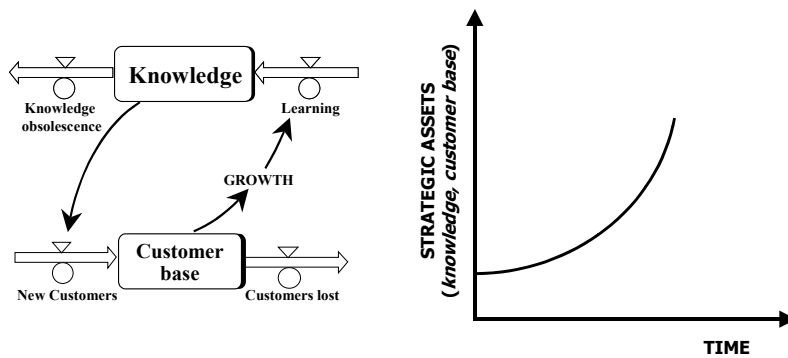 Knowledge
Knowledge
obsolescence
Learning
GROWTH
Customer
base
New Customers
Customers lost
STRATEGIC ASSETS
(knowledge, customer base)
TIME